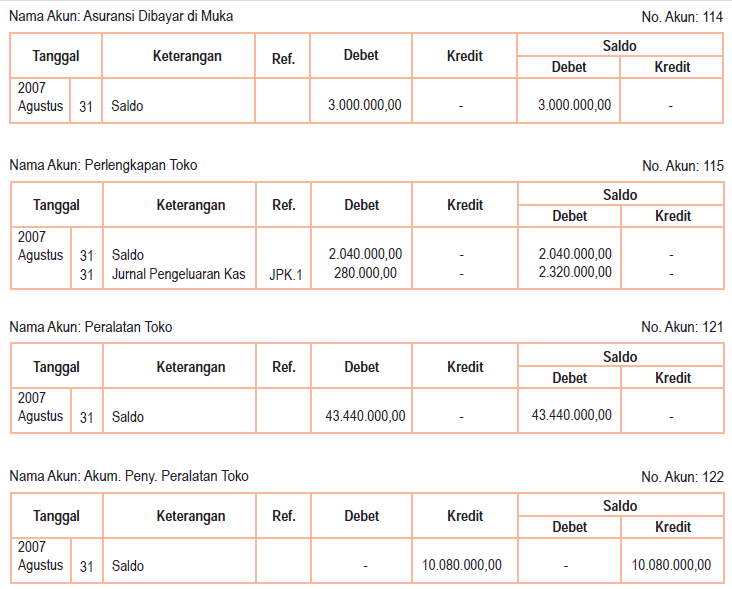 Nama Akun: Asuransi Dibayar di Muka No. Akun: 114
Tanggal Keterangan Ref. Debet Kredit Saldo
Debet Kredit
2007
Agustus 31 Saldo 3.000.000,00 - 3.000.000,00 -
Nama Akun: Perlengkapan Toko No. Akun: 115
Tanggal Keterangan Ref. Debet Kredit Saldo
Debet Kredit
2007
Agustus 31 Saldo 2.040.000,00 - 2.040.000,00 -
31 Jurnal Pengeluaran Kas JPK.1 280.000,00 - 2.320.000,00 -
Nama Akun: Peralatan Toko No. Akun: 121
Tanggal Keterangan Ref. Debet Kredit Saldo
Debet Kredit
2007
Agustus 31 Saldo 43.440.000,00 - 43.440.000,00 -
Nama Akun: Akum. Peny. Peralatan Toko No. Akun: 122
Tanggal Keterangan Ref. Debet Kredit Saldo
Debet Kredit
2007
Agustus 31 Saldo - 10.080.000,00 - 10.080.000,00